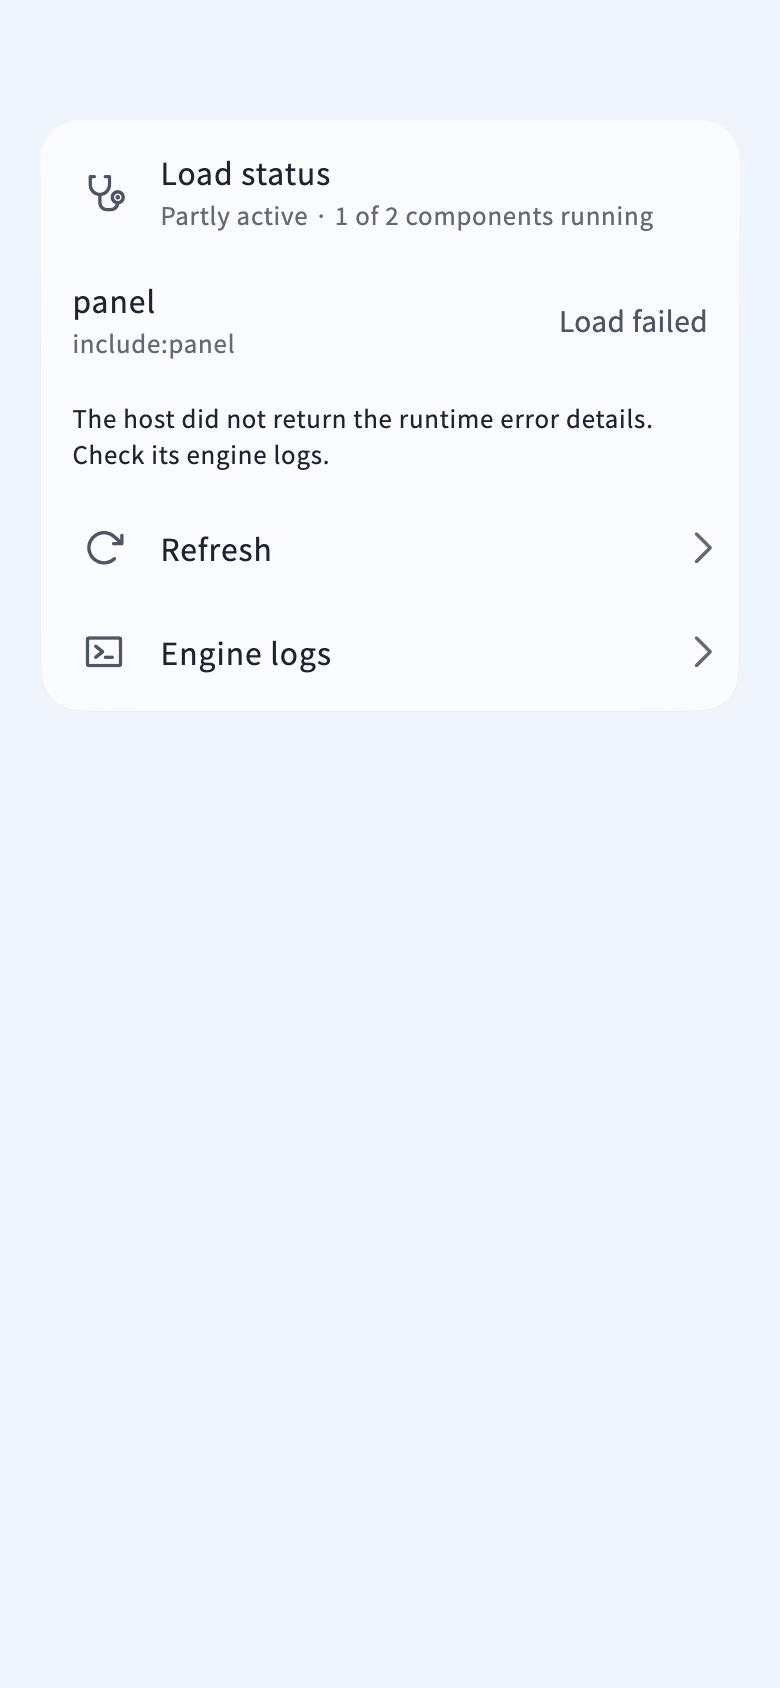 Load status
Partly active · 1 of 2 components running
panel
include:panel
Load failed
The host did not return the runtime error details.
Check its engine logs.
Refresh
Engine logs